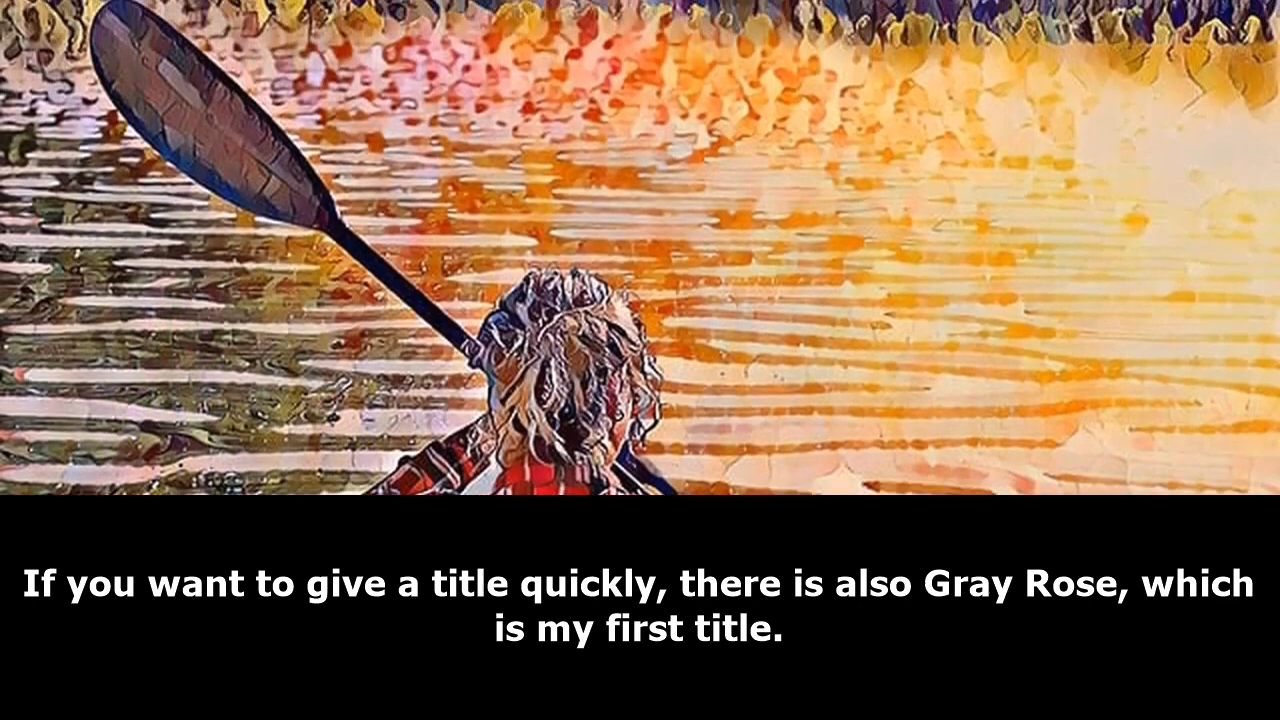 If you want to give a title quickly, there is also Gray Rose, which
is my first title.